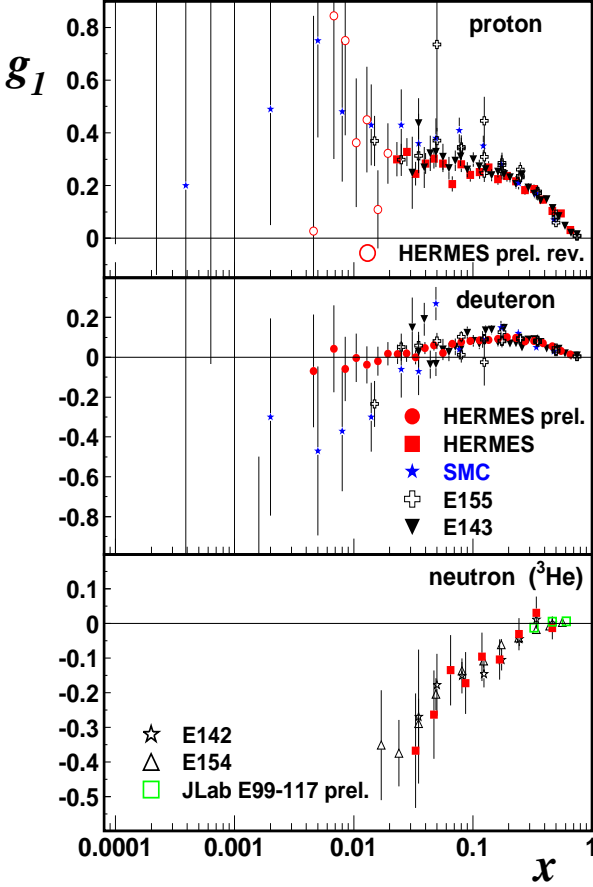 g1
proton
0.8
0.6
0.4
0.2
0
HERMES prel. rev.
deuteron
0.2
0
-0.2
-0.4
-0.6
-0.8
HERMES prel.
HERMES
SMC
E155
E143
neutron (³He)
0.1
0
-0.1
-0.2
-0.3
-0.4
-0.5
E142
E154
JLab E99-117 prel.
0.0001 0.001 0.01 0.1 1
x